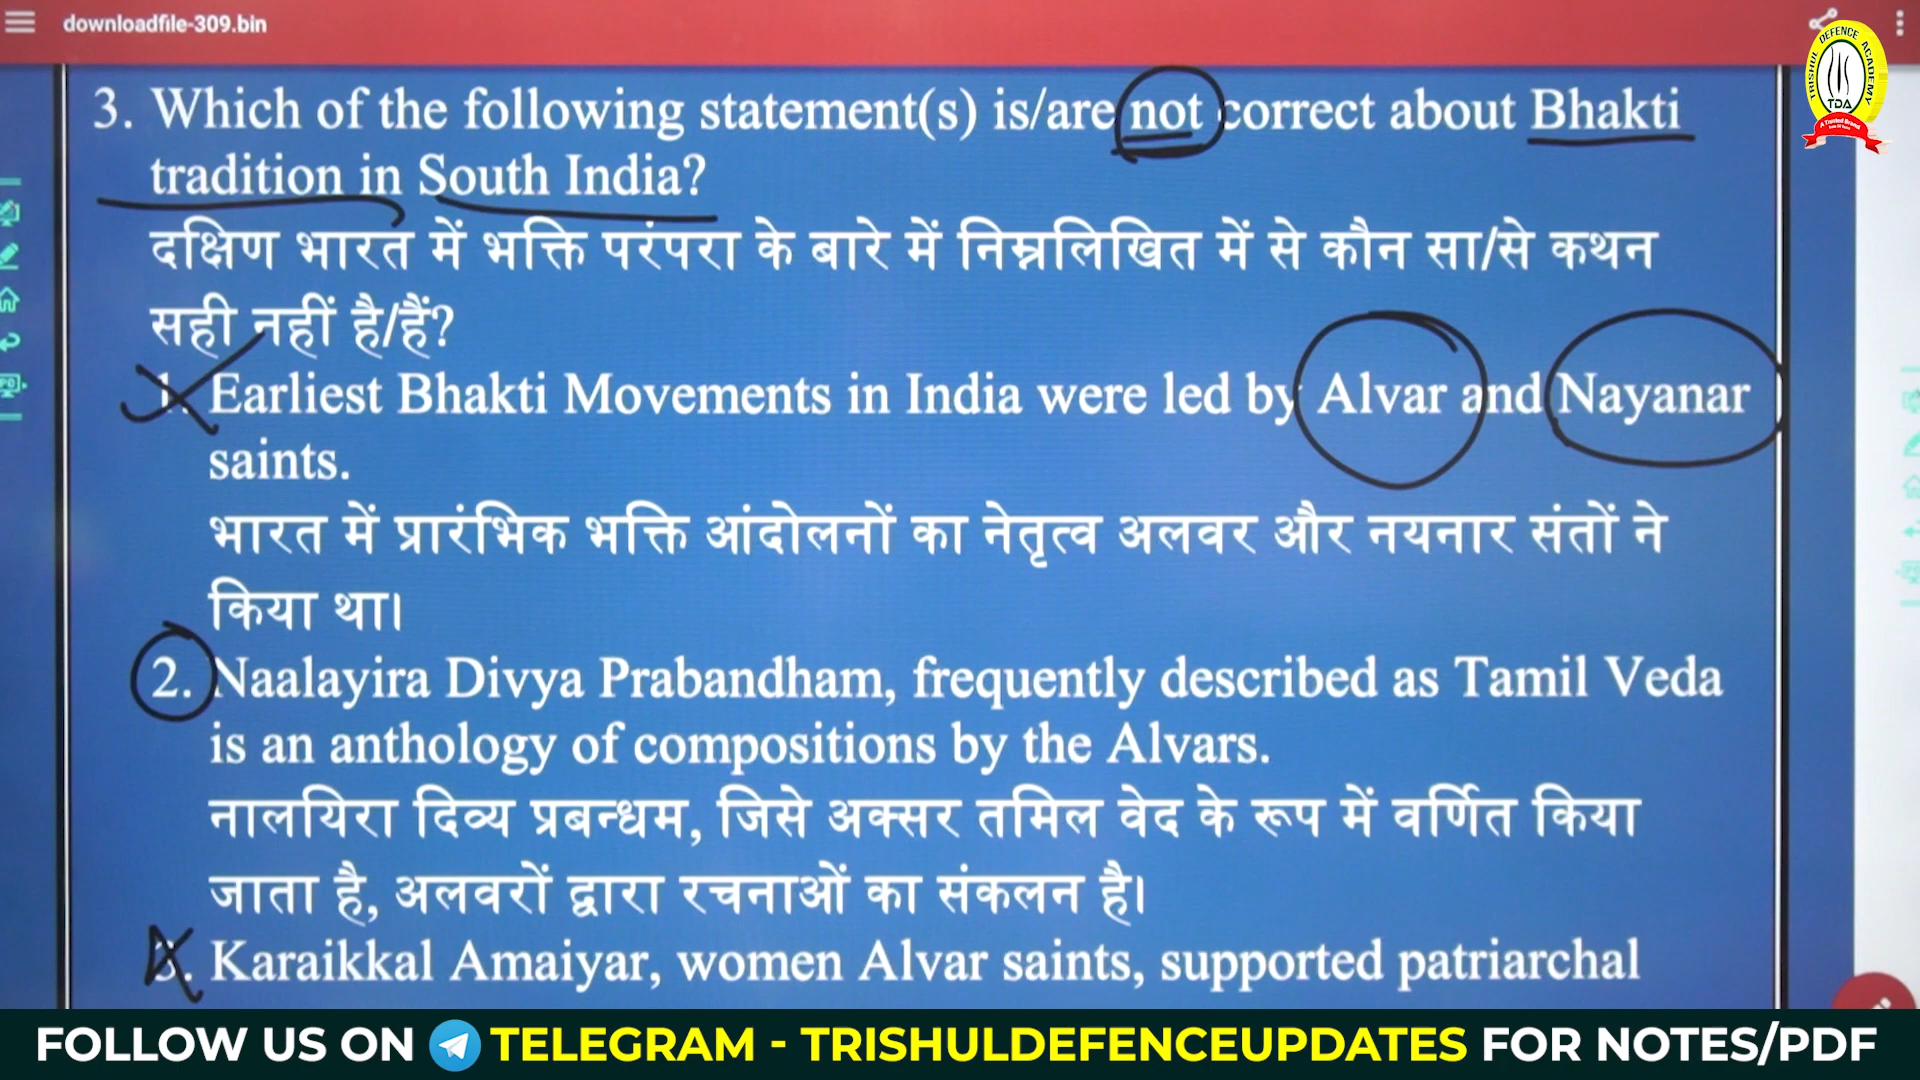 downloadfile-309.bin
TRISHUL DEFENCE ACADEMY
TDA
3. Which of the following statement(s) is/are not correct about Bhakti
tradition in South India?
दक्षिण भारत में भक्ति परंपरा के बारे में निम्नलिखित में से कौन सा/से कथन
सही नहीं है/हैं?
1. Earliest Bhakti Movements in India were led by Alvar and Nayanar
saints.
भारत में प्रारंभिक भक्ति आंदोलनों का नेतृत्व अलवर और नयनार संतों ने
किया था।
2. Naalayira Divya Prabandham, frequently described as Tamil Veda
is an anthology of compositions by the Alvars.
नालयिरा दिव्य प्रबन्धम, जिसे अक्सर तमिल वेद के रूप में वर्णित किया
जाता है, अलवरों द्वारा रचनाओं का संकलन है।
3. Karaikkal Amaiyar, women Alvar saints, supported patriarchal
FOLLOW US ON TELEGRAM - TRISHULDEFENCEUPDATES FOR NOTES/PDF